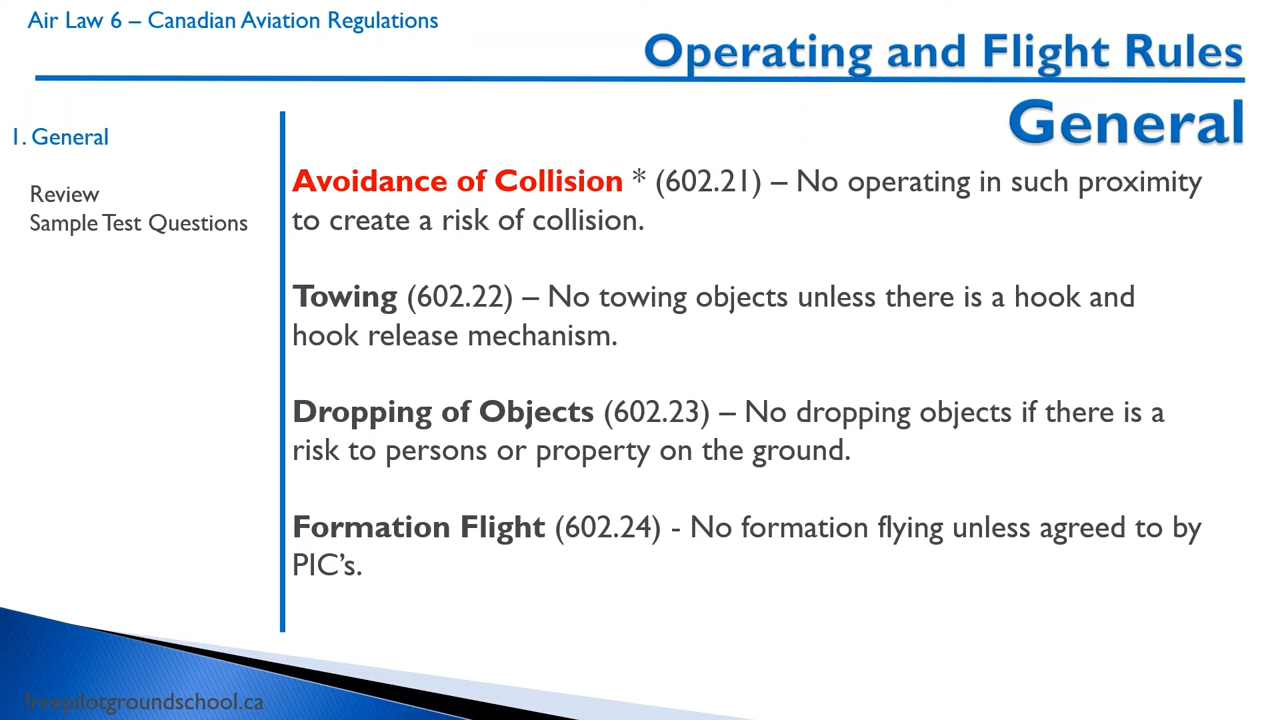 Air Law 6 – Canadian Aviation Regulations
Operating and Flight Rules
General
1. General
Review
Sample Test Questions
Avoidance of Collision * (602.21) – No operating in such proximity
to create a risk of collision.
Towing (602.22) – No towing objects unless there is a hook and
hook release mechanism.
Dropping of Objects (602.23) – No dropping objects if there is a
risk to persons or property on the ground.
Formation Flight (602.24) - No formation flying unless agreed to by
PIC’s.
freepilotgroundschool.ca